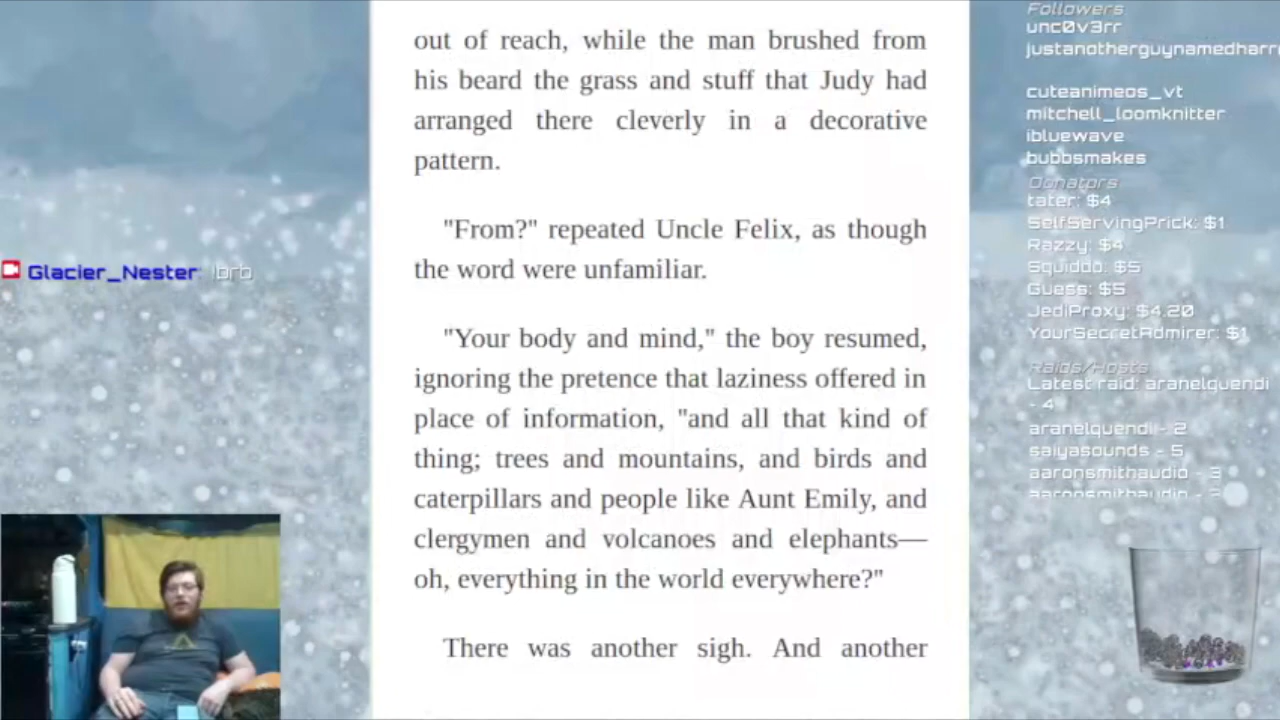 out of reach, while the man brushed from
his beard the grass and stuff that Judy had
arranged there cleverly in a decorative
pattern.
"From?" repeated Uncle Felix, as though
the word were unfamiliar.
"Your body and mind," the boy resumed,
ignoring the pretence that laziness offered in
place of information, "and all that kind of
thing; trees and mountains, and birds and
caterpillars and people like Aunt Emily, and
clergymen and volcanoes and elephants—
oh, everything in the world everywhere?"
There was another sigh. And another
Glacier_Nester: !brb
Followers
unc0v3rr
justanotherguynamedharr
cuteanimeos_vt
mitchell_loomknitter
ibluewave
bubbsmakes
Donators
tater: $4
SelfServingPrick: $1
Razzy: $4
Squiddo: $5
Guess: $5
JediProxy: $4.20
YourSecretAdmirer: $1
Raids/Hosts
Latest raid: aranelquendi
- 4
aranelquendi - 2
saiyasounds - 5
aaronsmithaudio - 3